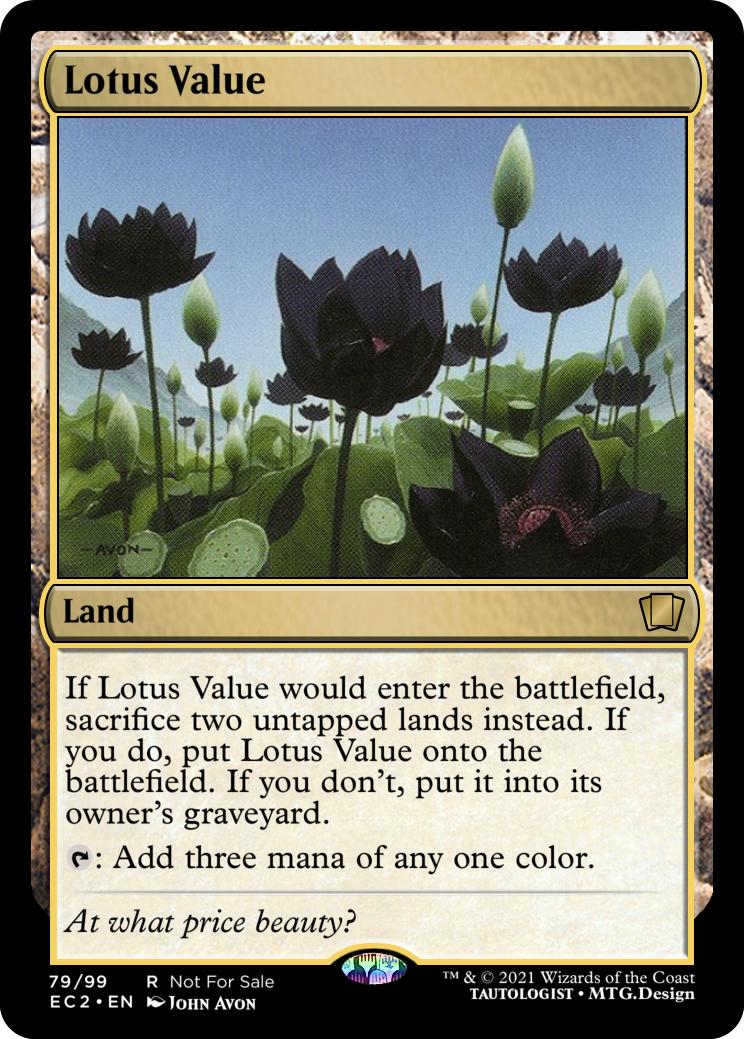 Lotus Value
—AVON—
Land
If Lotus Value would enter the battlefield,
sacrifice two untapped lands instead. If
you do, put Lotus Value onto the
battlefield. If you don't, put it into its
owner's graveyard.
: Add three mana of any one color.
At what price beauty?
79/99 R Not For Sale
EC2 • EN JOHN AVON
™ & © 2021 Wizards of the Coast
TAUTOLOGIST • MTG.Design